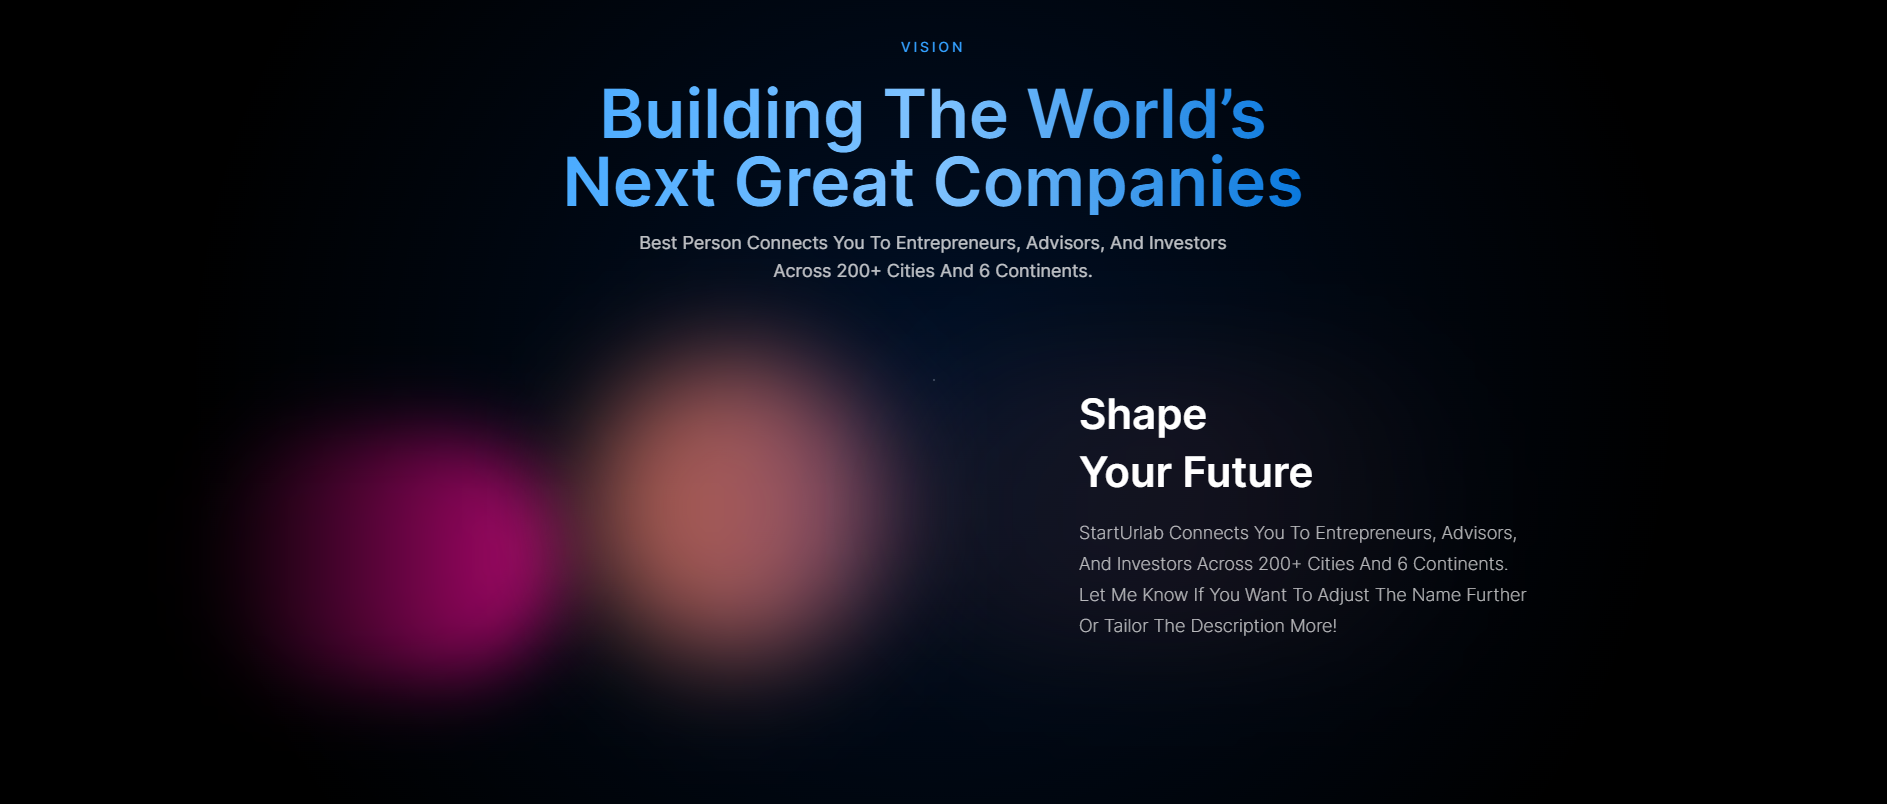 VISION
Building The World’s
Next Great Companies
Best Person Connects You To Entrepreneurs, Advisors, And Investors
Across 200+ Cities And 6 Continents.
Shape
Your Future
StartUrlab Connects You To Entrepreneurs, Advisors,
And Investors Across 200+ Cities And 6 Continents.
Let Me Know If You Want To Adjust The Name Further
Or Tailor The Description More!